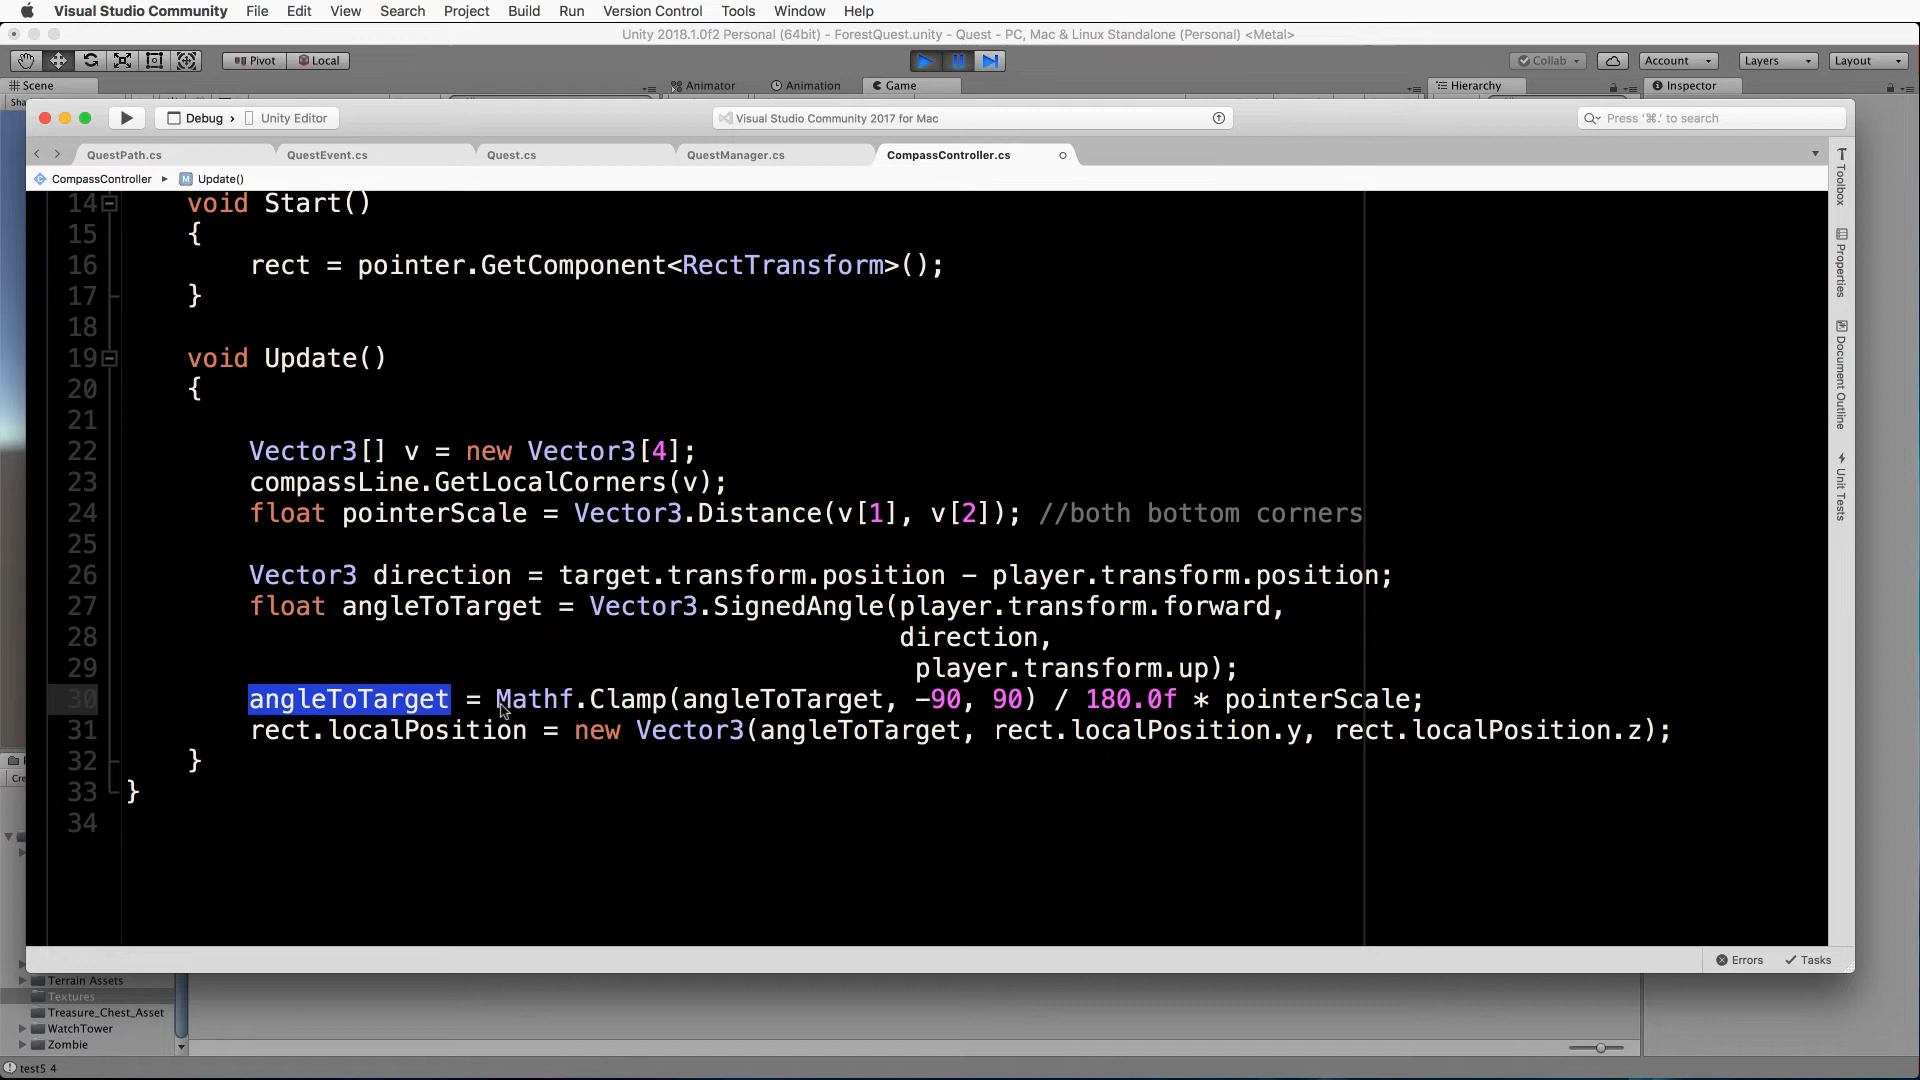 Visual Studio Community File Edit View Search Project Build Run Version Control Tools Window Help
Unity 2018.1.0f2 Personal (64bit) - ForestQuest.unity - Quest - PC, Mac & Linux Standalone (Personal) <Metal>
Pivot Local Collab Account Layers Layout
Scene Animator Animation Game Hierarchy Inspector
Sha
Debug › Unity Editor Visual Studio Community 2017 for Mac Press '⌘.' to search
QuestPath.cs QuestEvent.cs Quest.cs QuestManager.cs CompassController.cs
CompassController ▸ M Update()
14 void Start()
15 {
16 rect = pointer.GetComponent<RectTransform>();
17 }
18
19 void Update()
20 {
21
22 Vector3[] v = new Vector3[4];
23 compassLine.GetLocalCorners(v);
24 float pointerScale = Vector3.Distance(v[1], v[2]); //both bottom corners
25
26 Vector3 direction = target.transform.position - player.transform.position;
27 float angleToTarget = Vector3.SignedAngle(player.transform.forward,
28 direction,
29 player.transform.up);
30 angleToTarget = Mathf.Clamp(angleToTarget, -90, 90) / 180.0f * pointerScale;
31 rect.localPosition = new Vector3(angleToTarget, rect.localPosition.y, rect.localPosition.z);
32 }
33 }
34
Toolbox
Properties
Document Outline
Unit Tests
Cre
Errors Tasks
Terrain Assets
Textures
Treasure_Chest_Asset
WatchTower
Zombie
test5 4